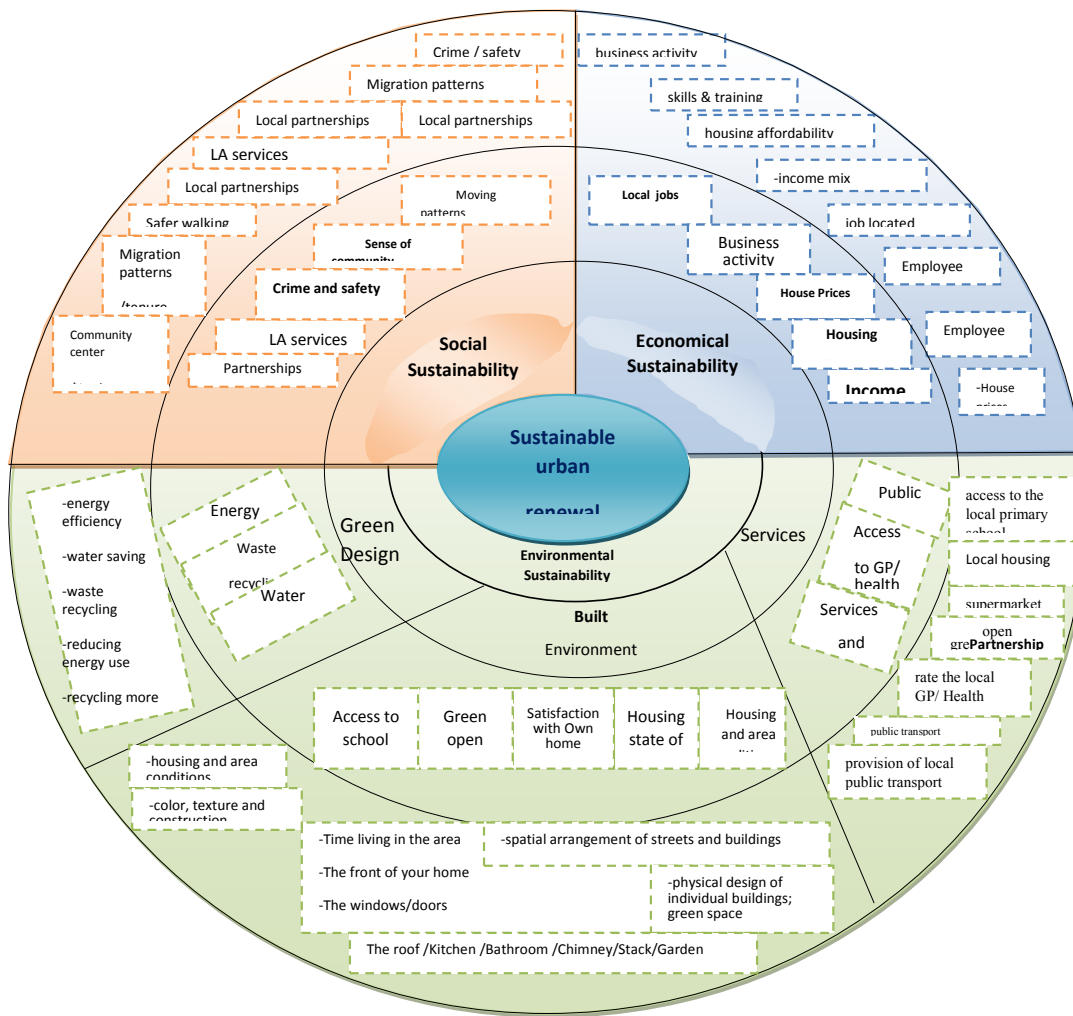 Crime / safety
business activity
Migration patterns
skills & training
Local partnerships
Local partnerships
housing affordability
LA services
-income mix
Local partnerships
Moving
patterns
Local jobs
Safer walking
job located
Sense of
community
Business
activity
Migration
patterns
/tenure
Employee
Crime and safety
House Prices
Community
center
LA services
Housing
Employee
Partnerships
Income
-House
prices
Social
Sustainability
Economical
Sustainability
Sustainable
urban
renewal
Environmental
Sustainability
Green
Design
Services
Built
Environment
-energy
efficiency
-water saving
-waste
recycling
-reducing
energy use
-recycling more
Energy
Waste
Water
Public
Access
to GP/
health
Services
and
access to the
local primary
school
Local housing
supermarket
open
Partnership
rate the local
GP/ Health
public transport
provision of local
public transport
Access to
school
Green
open
Satisfaction
with Own
home
Housing
state of
Housing
and area
-housing and area
conditions
-color, texture and
construction
-Time living in the area
-The front of your home
-The windows/doors
-spatial arrangement of streets and buildings
-physical design of
individual buildings;
green space
The roof /Kitchen /Bathroom /Chimney/Stack/Garden